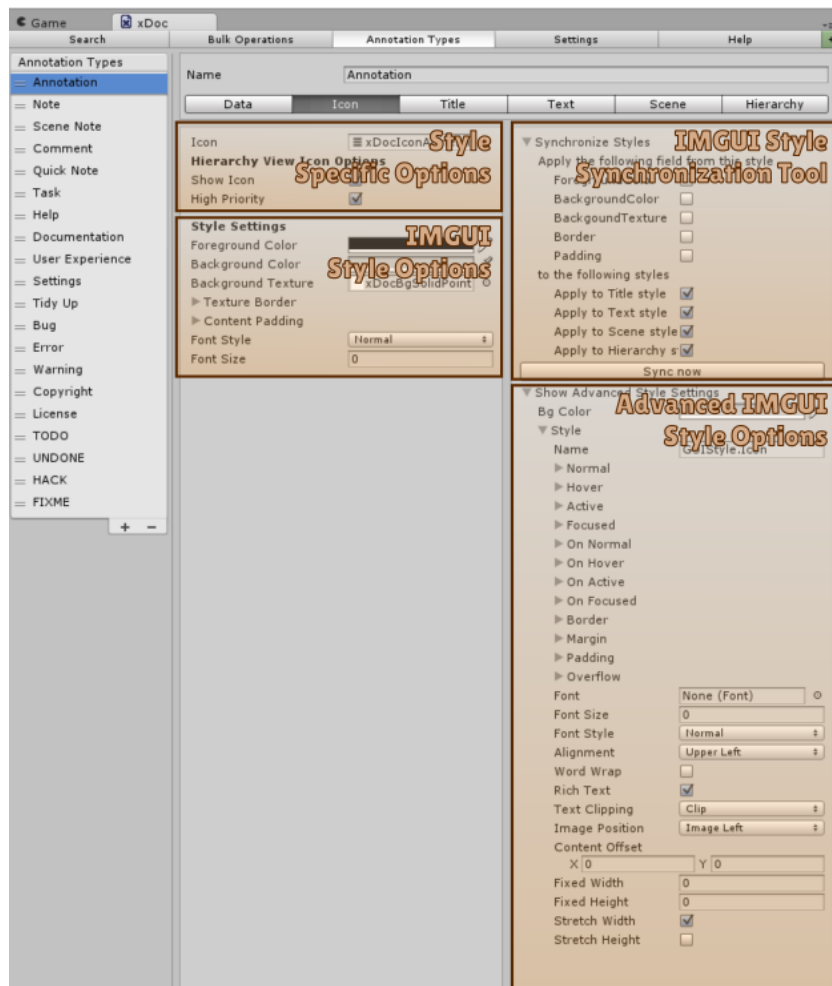 Game
xDoc
Search
Bulk Operations
Annotation Types
Settings
Help
Annotation Types
Annotation
Note
Scene Note
Comment
Quick Note
Task
Help
Documentation
User Experience
Settings
Tidy Up
Bug
Error
Warning
Copyright
License
TODO
UNDONE
HACK
FIXME
+ -
Name Annotation
Data Icon Title Text Scene Hierarchy
Style
Specific Options
Icon
Hierarchy View Icon Options
Show Icon
High Priority
IMGUI
Style Options
Style Settings
Foreground Color
Background Color
Background Texture
▶ Texture Border
▶ Content Padding
Font Style Normal
Font Size 0
IMGUI Style
Synchronization Tool
▼ Synchronize Styles
Apply the following field from this style
BackgroundColor
BackgoundTexture
Border
Padding
to the following styles
Apply to Title style
Apply to Text style
Apply to Scene style
Apply to Hierarchy s
Sync now
Advanced IMGUI
Style Options
▼ Show Advanced Style Settings
Bg Color
▼ Style
Name GUIStyle.Icon
▶ Normal
▶ Hover
▶ Active
▶ Focused
▶ On Normal
▶ On Hover
▶ On Active
▶ On Focused
▶ Border
▶ Margin
▶ Padding
▶ Overflow
Font None (Font)
Font Size 0
Font Style Normal
Alignment Upper Left
Word Wrap
Rich Text
Text Clipping Clip
Image Position Image Left
Content Offset
X 0 Y 0
Fixed Width 0
Fixed Height 0
Stretch Width
Stretch Height